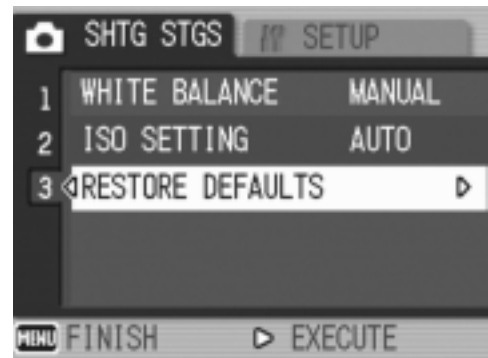 SHTG STGS SETUP
1 WHITE BALANCE MANUAL
2 ISO SETTING AUTO
3 RESTORE DEFAULTS
MENU FINISH EXECUTE